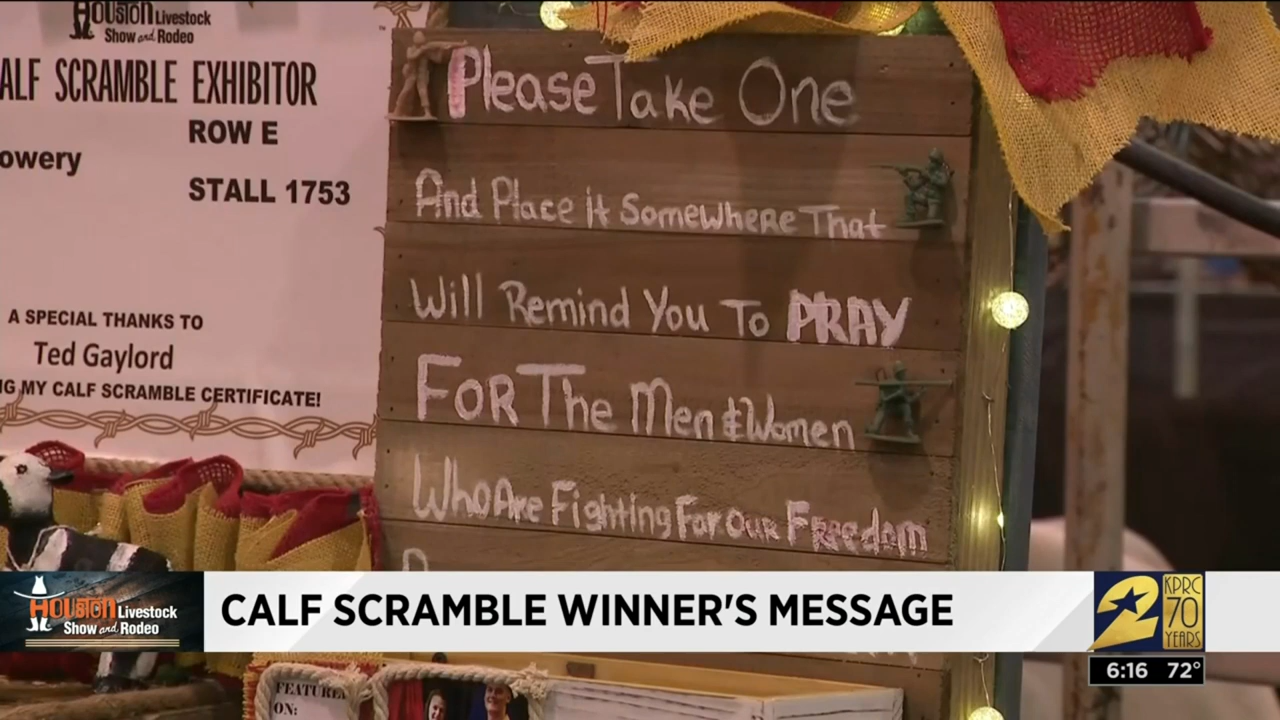 HOUSTON Livestock
Show and Rodeo
ALF SCRAMBLE EXHIBITOR
ROW E
owery
STALL 1753
A SPECIAL THANKS TO
Ted Gaylord
G MY CALF SCRAMBLE CERTIFICATE!
Please Take One
And Place it Somewhere That
Will Remind You To PRAY
FOR The Men & Women
Who Are Fighting For Our Freedom
HOUSTON Livestock
Show and Rodeo
CALF SCRAMBLE WINNER'S MESSAGE
2 KPRC
70
YEARS
6:16 72°
FEATURED
ON: